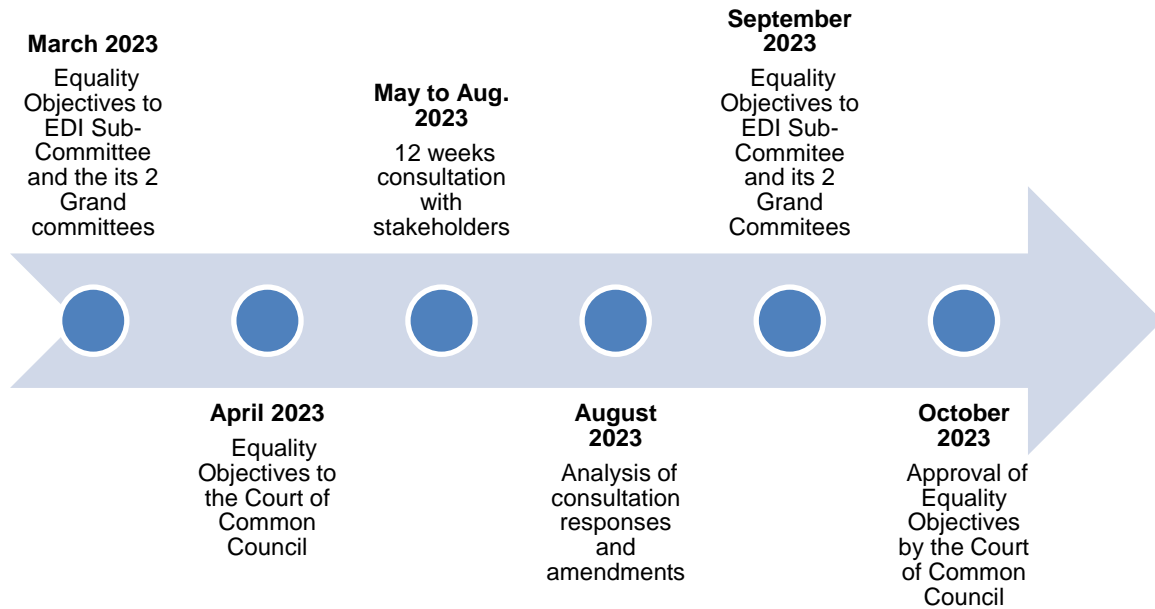 March 2023
Equality
Objectives to
EDI Sub-
Committee
and the its 2
Grand
committees
April 2023
Equality
Objectives to
the Court of
Common
Council
May to Aug.
2023
12 weeks
consultation
with
stakeholders
August
2023
Analysis of
consultation
responses
and
amendments
September
2023
Equality
Objectives to
EDI Sub-
Commitee
and its 2
Grand
Commitees
October
2023
Approval of
Equality
Objectives
by the Court
of Common
Council